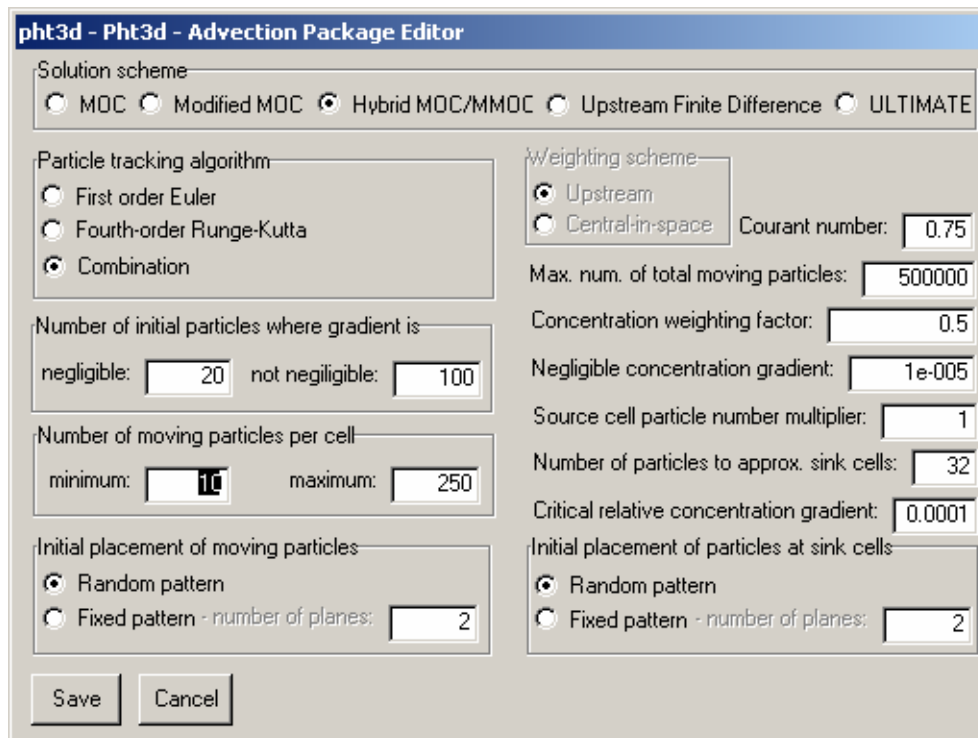 pht3d - Pht3d - Advection Package Editor
Solution scheme
MOC Modified MOC Hybrid MOC/MMOC Upstream Finite Difference ULTIMATE
Particle tracking algorithm
First order Euler
Fourth-order Runge-Kutta
Combination
Weighting scheme
Upstream
Central-in-space
Courant number: 0.75
Max. num. of total moving particles: 500000
Number of initial particles where gradient is
negligible: 20 not negiligible: 100
Concentration weighting factor: 0.5
Negligible concentration gradient: 1e-005
Source cell particle number multiplier: 1
Number of moving particles per cell
minimum: 10 maximum: 250
Number of particles to approx. sink cells: 32
Critical relative concentration gradient: 0.0001
Initial placement of moving particles
Random pattern
Fixed pattern - number of planes: 2
Initial placement of particles at sink cells
Random pattern
Fixed pattern - number of planes: 2
Save Cancel